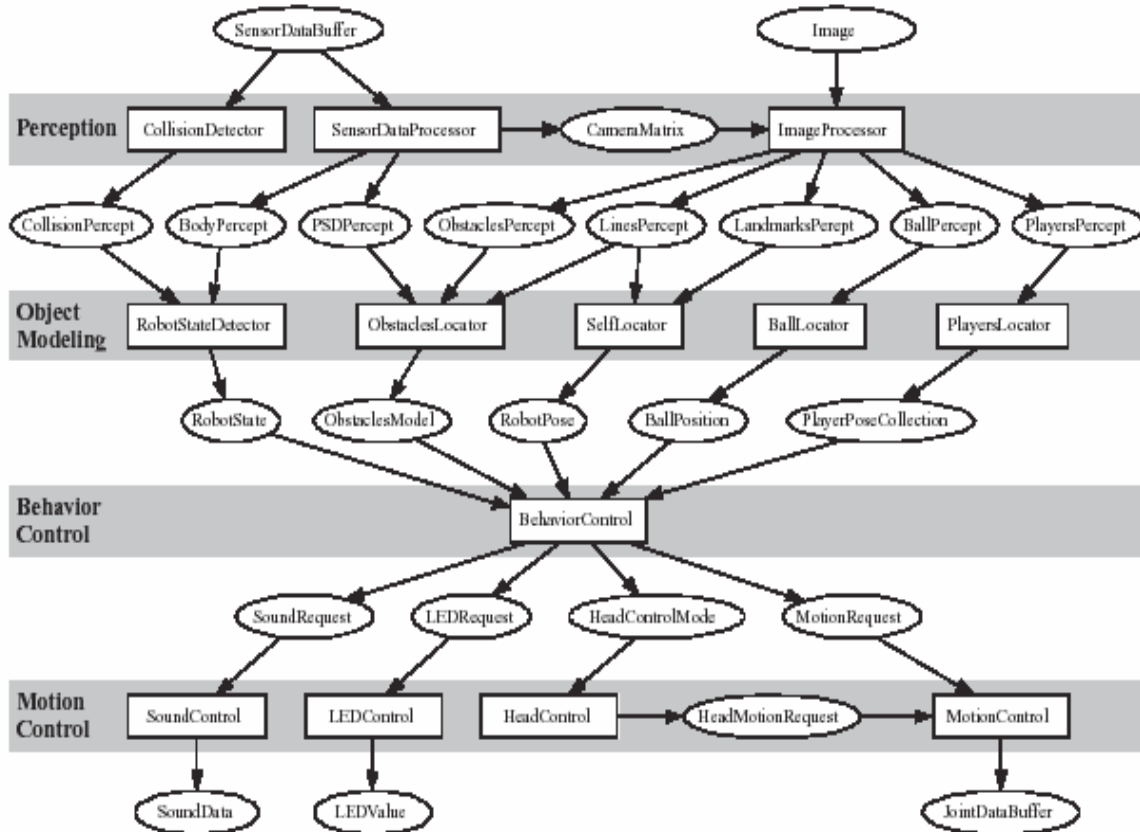 SensorDataBuffer
Image
Perception
CollisionDetector
SensorDataProcessor
CameraMatrix
ImageProcessor
CollisionPercept
BodyPercept
PSDPercept
ObstaclesPercept
LinesPercept
LandmarksPerept
BallPercept
PlayersPercept
Object
Modeling
RobotStateDetector
ObstaclesLocator
SelfLocator
BallLocator
PlayersLocator
RobotState
ObstaclesModel
RobotPose
BallPosition
PlayerPoseCollection
Behavior
Control
BehaviorControl
SoundRequest
LEDRequest
HeadControlMode
MotionRequest
Motion
Control
SoundControl
LEDControl
HeadControl
HeadMotionRequest
MotionControl
SoundData
LEDValue
JointDataBuffer